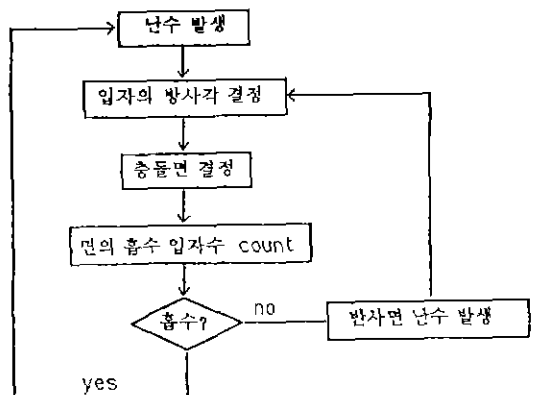 난수 발생
입자의 방사각 결정
충돌면 결정
면의 흡수 입자수 count
흡수?
no
반사면 난수 발생
yes